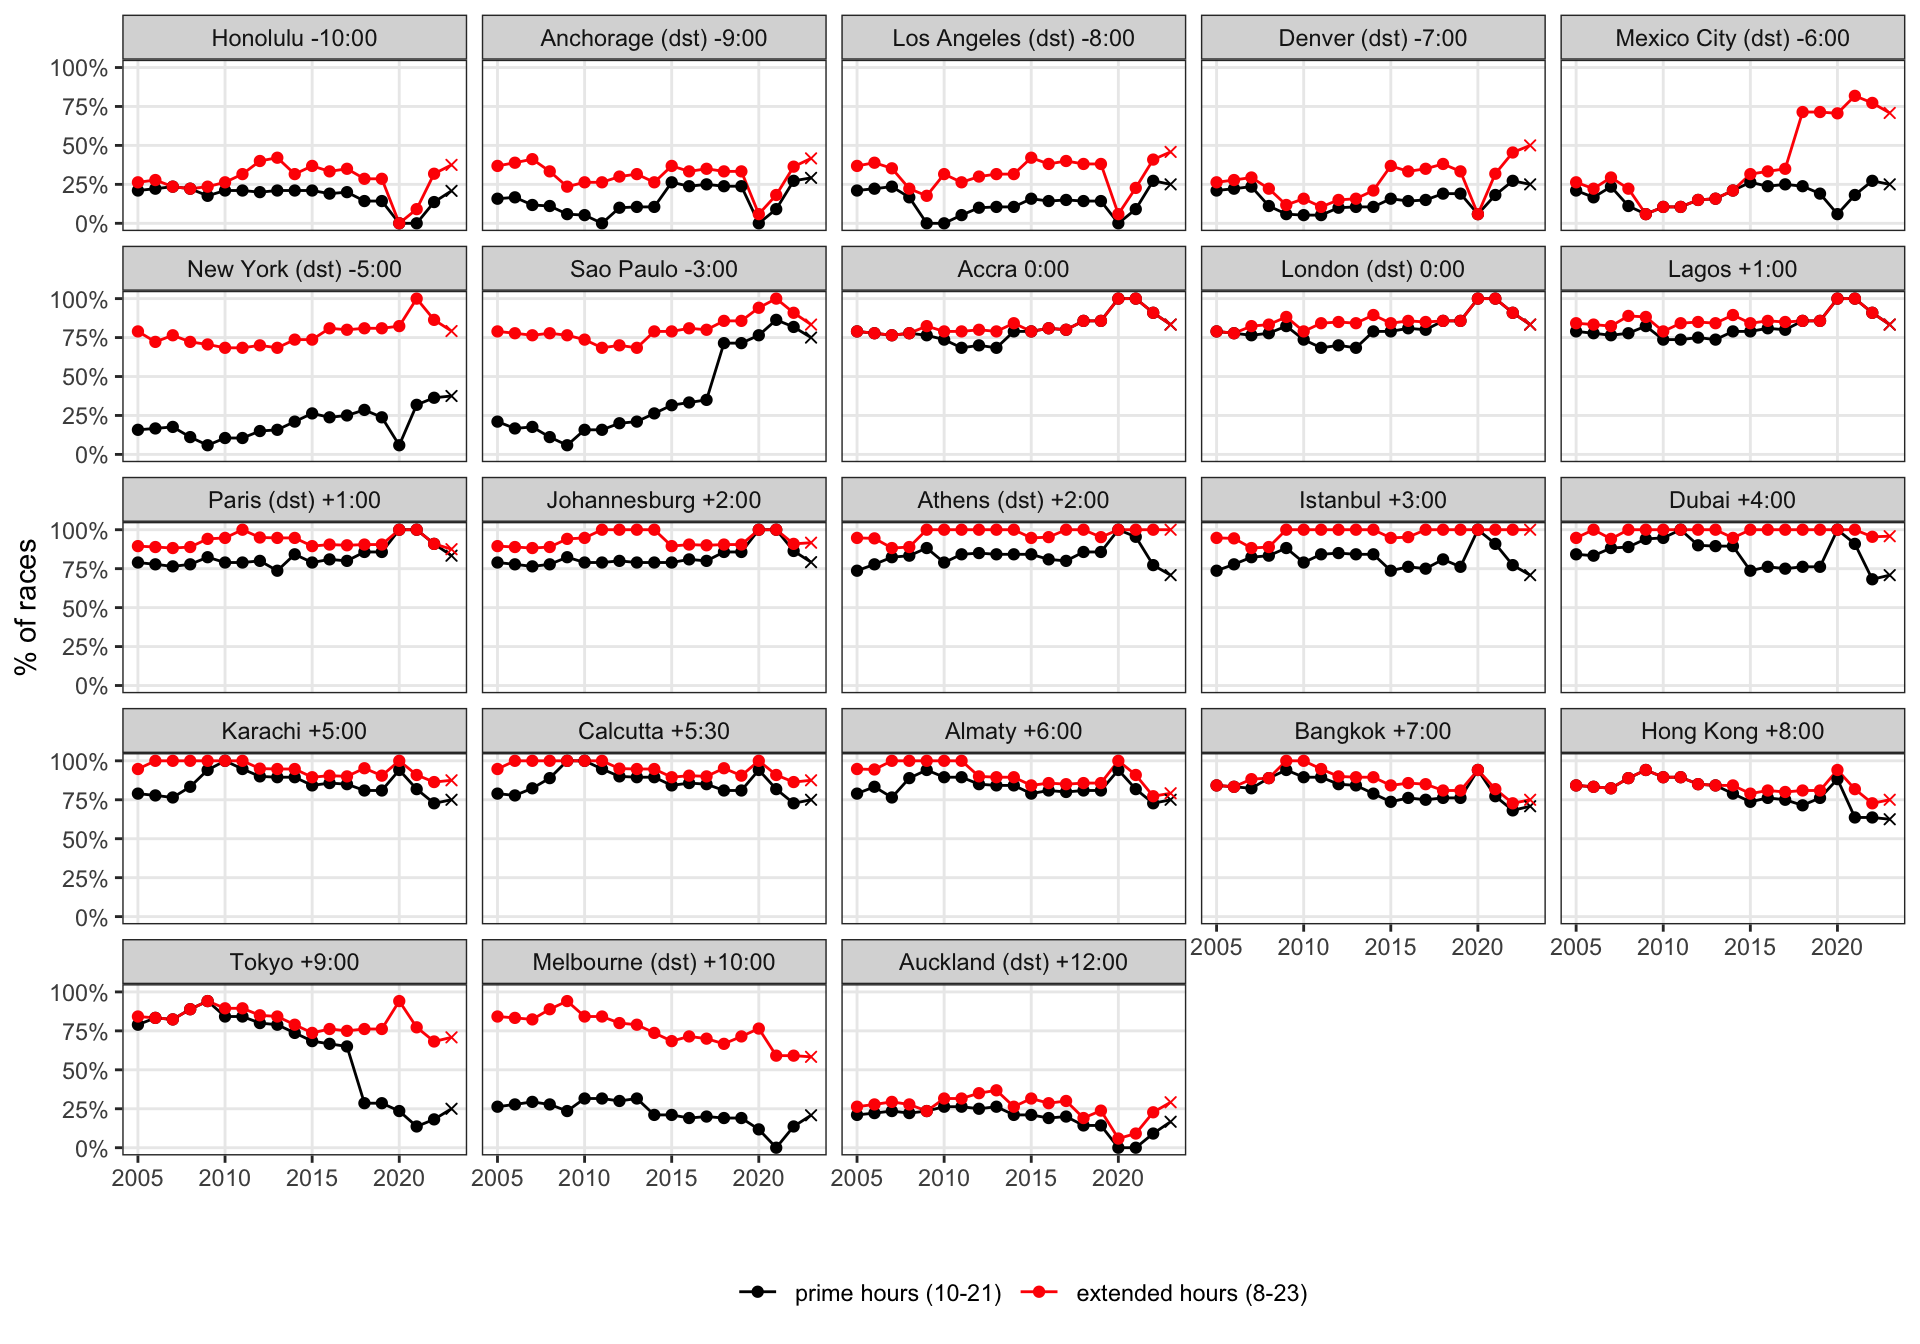 Honolulu -10:00
Anchorage (dst) -9:00
Los Angeles (dst) -8:00
Denver (dst) -7:00
Mexico City (dst) -6:00
100%
75%
50%
25%
0%
New York (dst) -5:00
Sao Paulo -3:00
Accra 0:00
London (dst) 0:00
Lagos +1:00
100%
75%
50%
25%
0%
Paris (dst) +1:00
Johannesburg +2:00
Athens (dst) +2:00
Istanbul +3:00
Dubai +4:00
100%
75%
50%
25%
0%
% of races
Karachi +5:00
Calcutta +5:30
Almaty +6:00
Bangkok +7:00
Hong Kong +8:00
100%
75%
50%
25%
0%
2005 2010 2015 2020
2005 2010 2015 2020
Tokyo +9:00
Melbourne (dst) +10:00
Auckland (dst) +12:00
100%
75%
50%
25%
0%
2005 2010 2015 2020
2005 2010 2015 2020
2005 2010 2015 2020
prime hours (10-21)
extended hours (8-23)